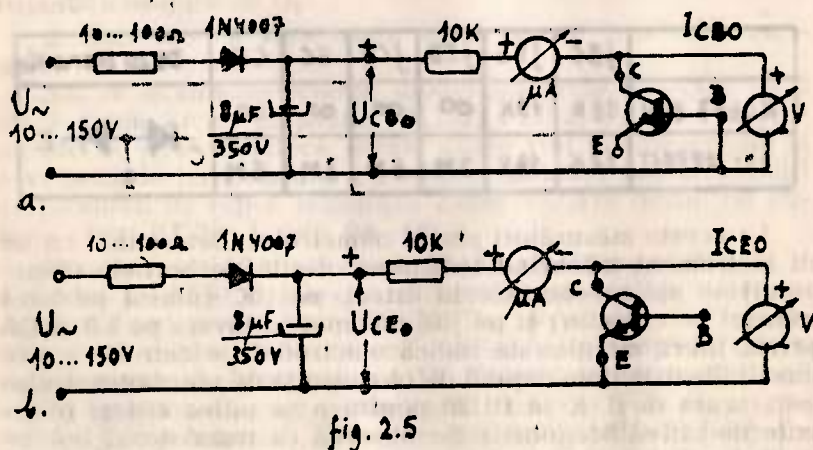 10...100Ω 1N4007 10K + − ICBO
μA
U~
10...150V
8μF
350V
+
UCBo
C
E
B
+
V
−
a.
10...100Ω 1N4007 10K + − ICEO
μA
U~
10...150V
8μF
350V
+
UCEo
C
E
B
+
V
−
b.
fig. 2.5